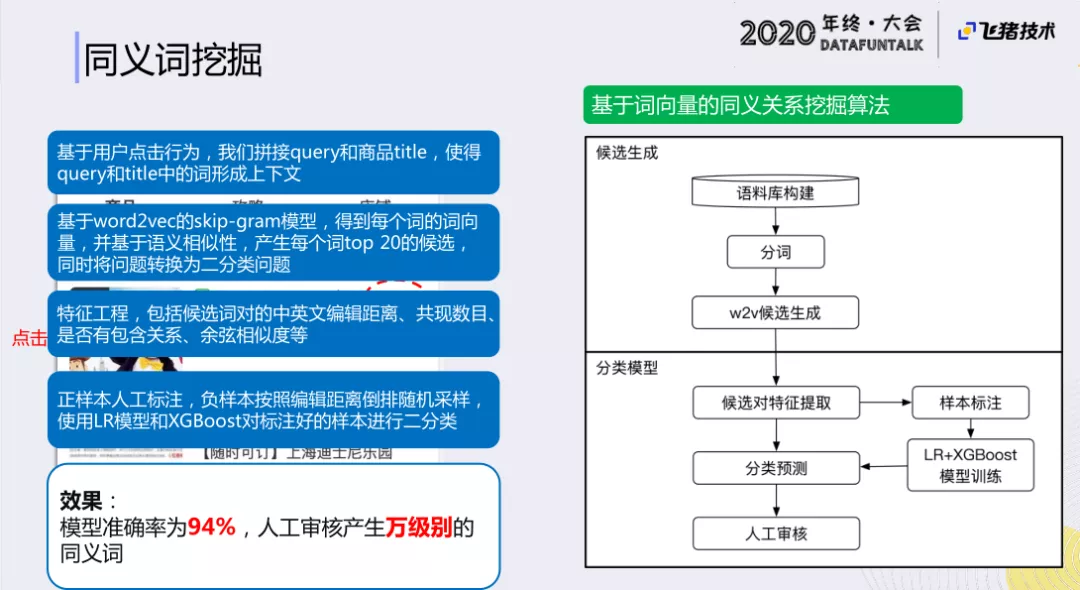 2020 年终·大会
DATAFUNTALK
飞猪技术
同义词挖掘
基于用户点击行为，我们拼接query和商品title，使得
query和title中的词形成上下文
基于word2vec的skip-gram模型，得到每个词的词向
量，并基于语义相似性，产生每个词top 20的候选，
同时将问题转换为二分类问题
特征工程，包括候选词对的中英文编辑距离、共现数目、
是否有包含关系、余弦相似度等
点击
正样本人工标注，负样本按照编辑距离倒排随机采样，
使用LR模型和XGBoost对标注好的样本进行二分类
【随时可订】上海迪士尼乐园
效果：
模型准确率为94%，人工审核产生万级别的
同义词
基于词向量的同义关系挖掘算法
候选生成
语料库构建
分词
w2v候选生成
分类模型
候选对特征提取
样本标注
LR+XGBoost
模型训练
分类预测
人工审核